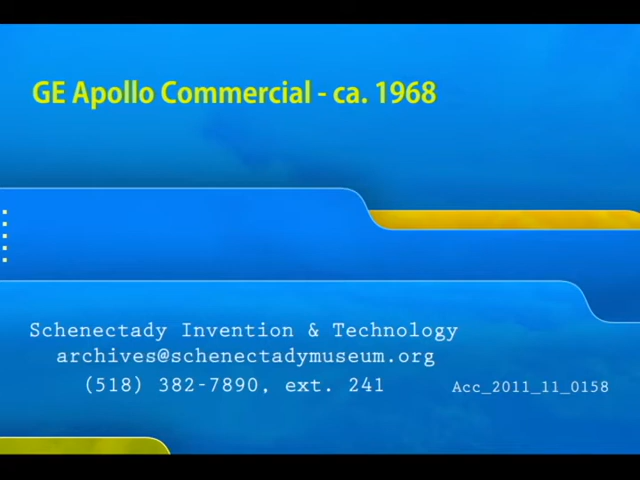 GE Apollo Commercial - ca. 1968
Schenectady Invention & Technology
archives@schenectadymuseum.org
(518) 382-7890, ext. 241
Acc_2011_11_0158